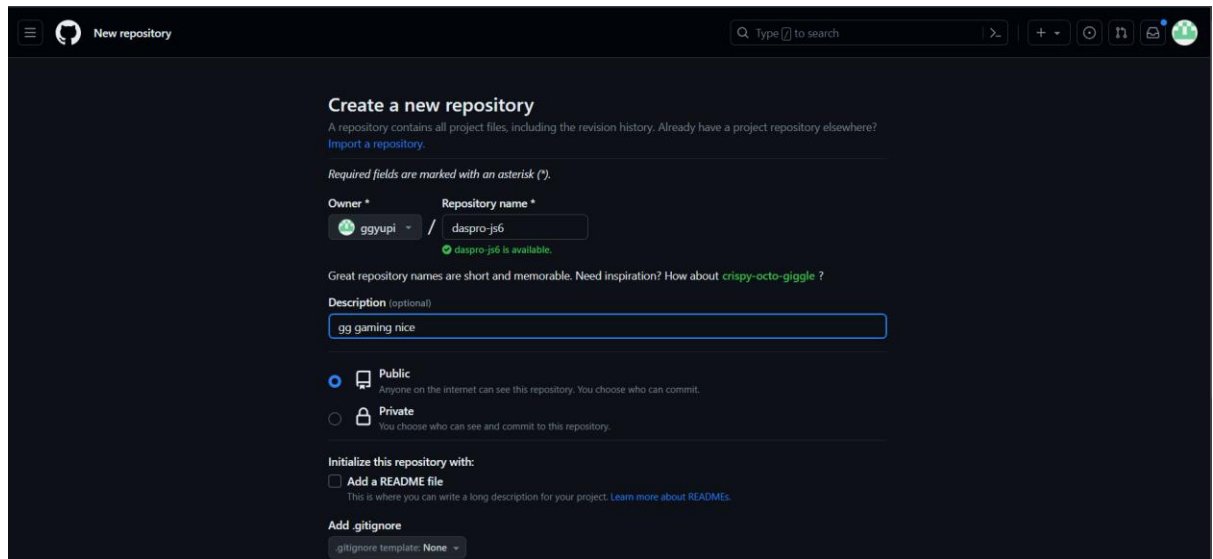 New repository
Type / to search
Create a new repository
A repository contains all project files, including the revision history. Already have a project repository elsewhere?
Import a repository.
Required fields are marked with an asterisk (*).
Owner *
Repository name *
ggyupi
/
daspro-js6
daspro-js6 is available.
Great repository names are short and memorable. Need inspiration? How about crispy-octo-giggle ?
Description (optional)
gg gaming nice
Public
Anyone on the internet can see this repository. You choose who can commit.
Private
You choose who can see and commit to this repository.
Initialize this repository with:
Add a README file
This is where you can write a long description for your project. Learn more about READMEs.
Add .gitignore
.gitignore template: None